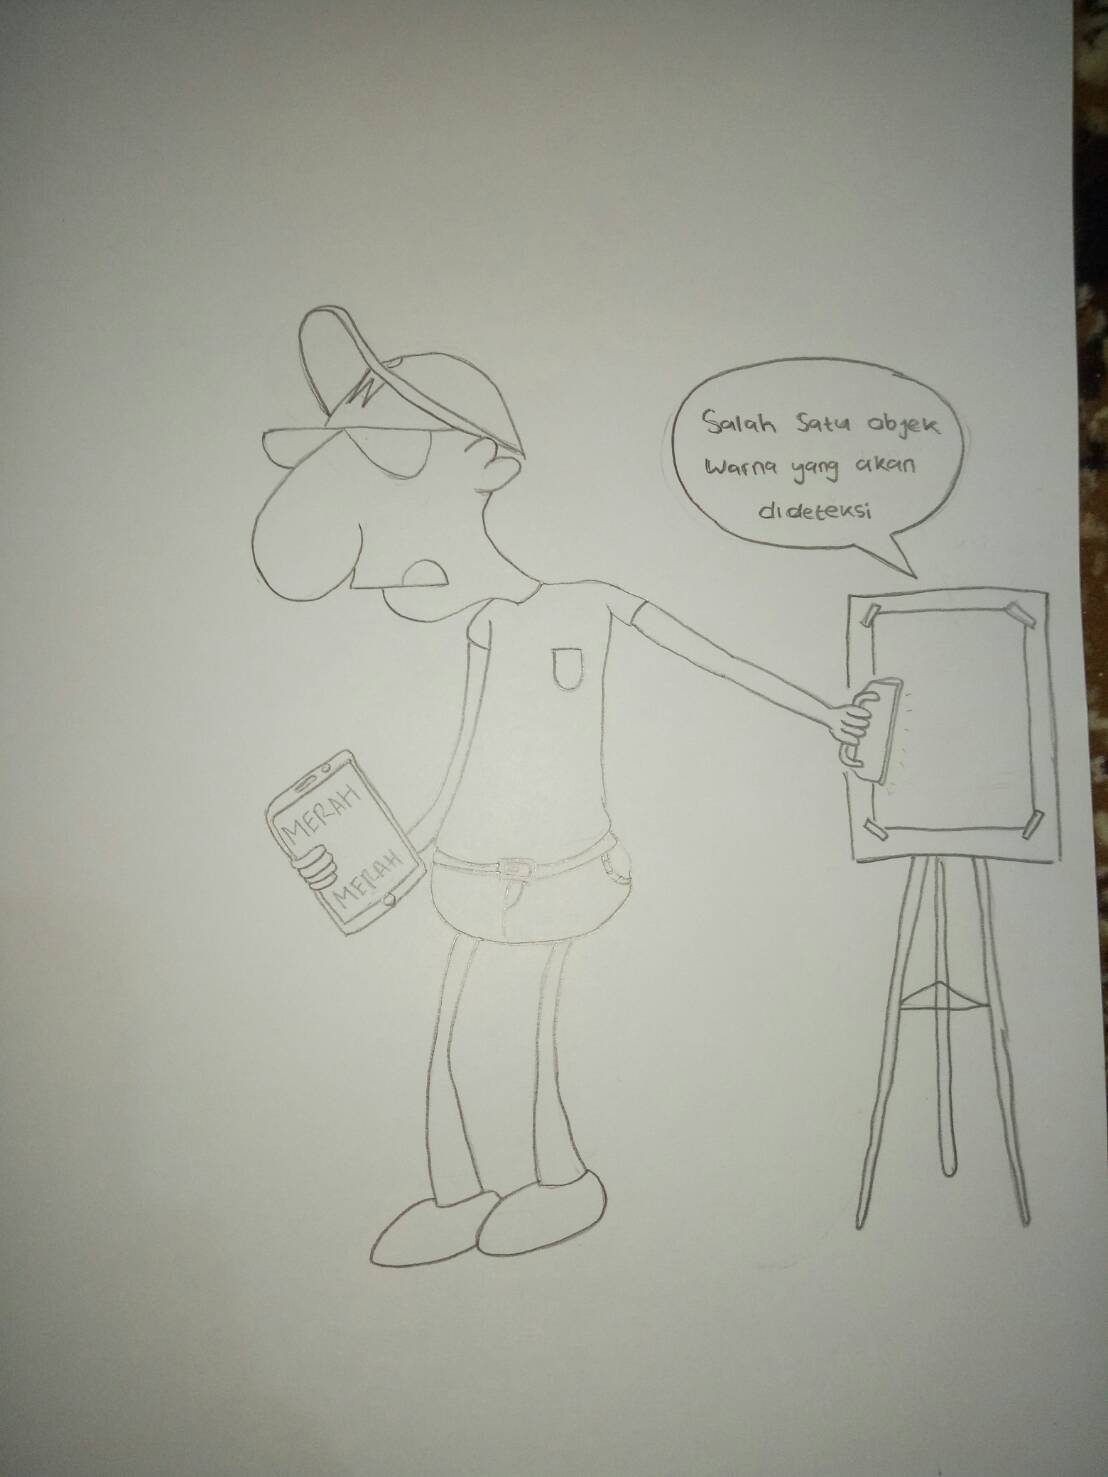 W
Salah satu objek
warna yang akan
dideteksi
MERAH
MERAH